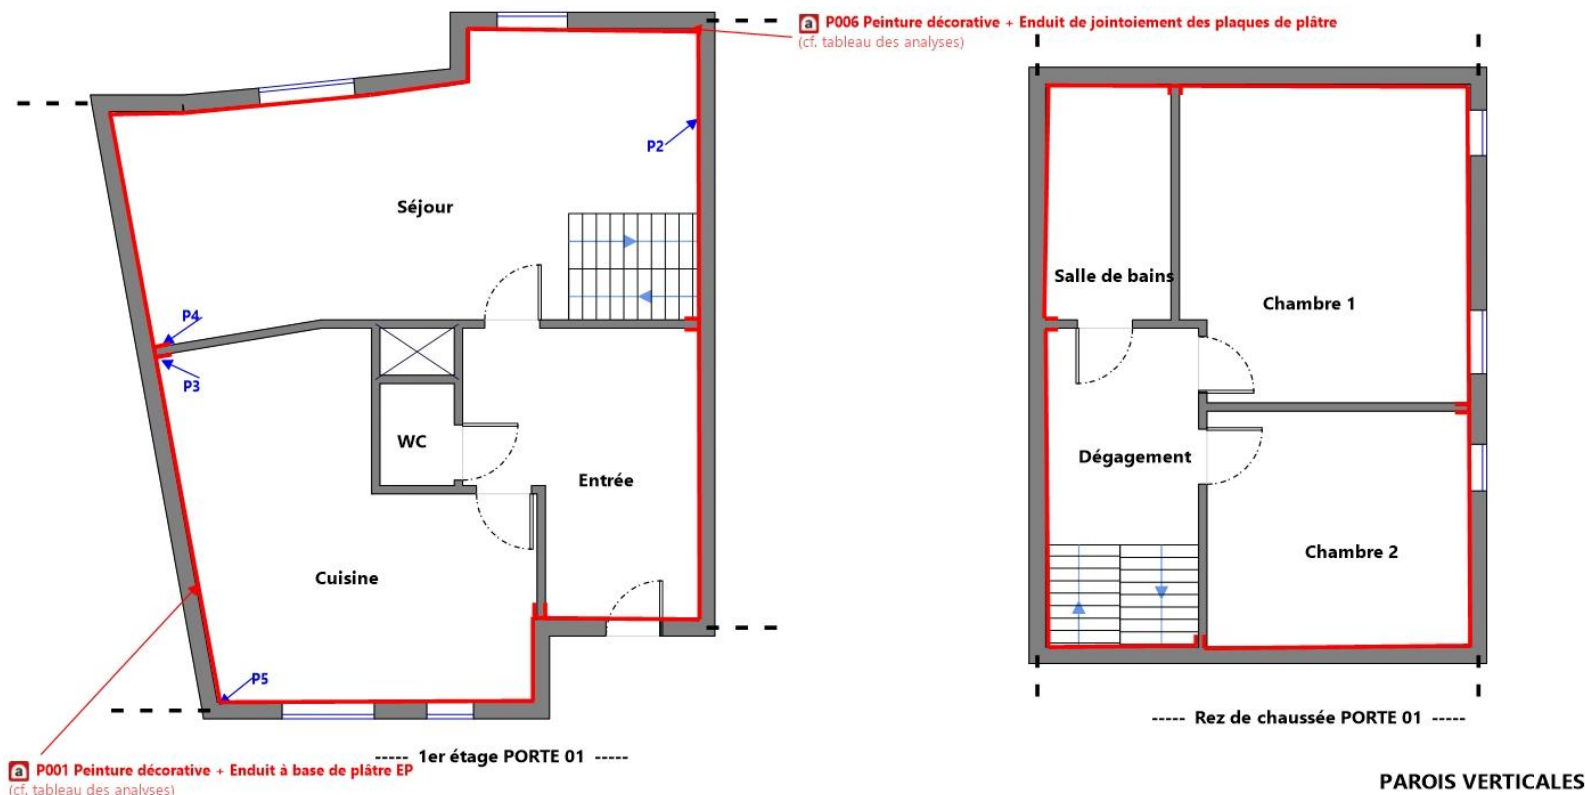 a P006 Peinture décorative + Enduit de jointoiement des plaques de plâtre
(cf. tableau des analyses)
P2
Séjour
P4
P3
WC
Entrée
Cuisine
P5
----- 1er étage PORTE 01 -----
a P001 Peinture décorative + Enduit à base de plâtre EP
(cf. tableau des analyses)
Salle de bains
Chambre 1
Dégagement
Chambre 2
----- Rez de chaussée PORTE 01 -----
PAROIS VERTICALES